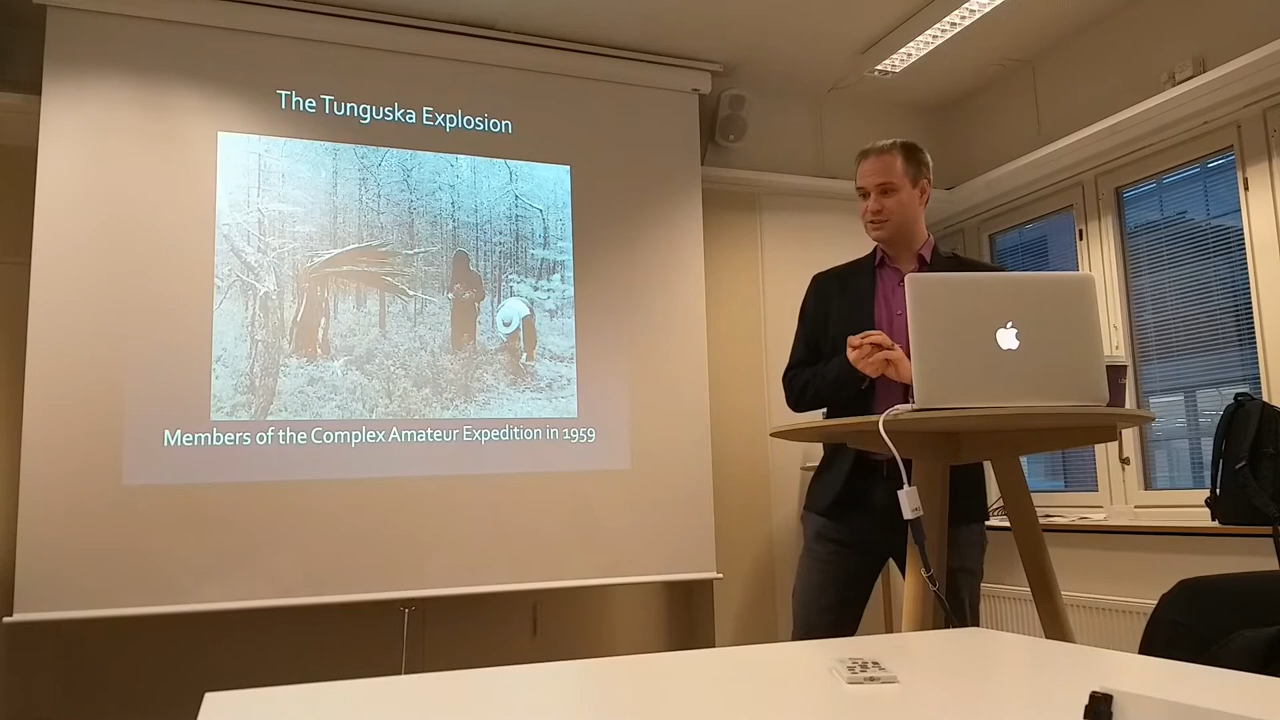 The Tunguska Explosion
Members of the Complex Amateur Expedition in 1959